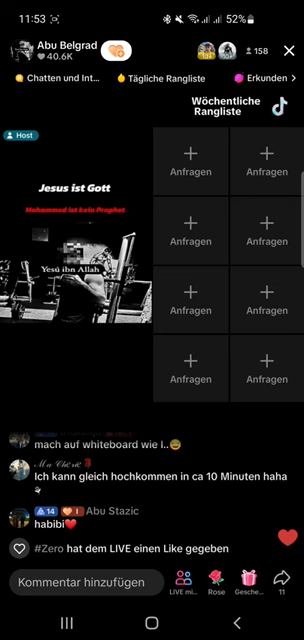 11:53
52%
Abu Belgrad
40.6K
158
Chatten und Int...
Tägliche Rangliste
Erkunden >
Wöchentliche
Rangliste
Host
Jesus ist Gott
Mohammed ist kein Prophet
Yesú ibn Allah
Anfragen
Anfragen
Anfragen
Anfragen
Anfragen
Anfragen
Anfragen
Anfragen
mach auf whiteboard wie l..
Ma Chérie
Ich kann gleich hochkommen in ca 10 Minuten haha
14 I Abu Stazic
habibi
#Zero hat dem LIVE einen Like gegeben
Kommentar hinzufügen
LIVE mi...
Rose
Gesche...
11